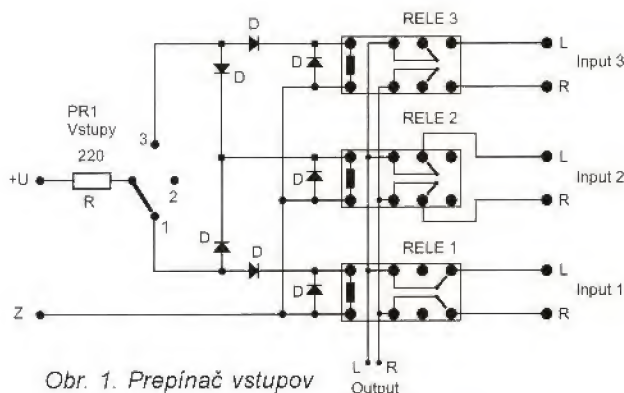 RELE 3
D
D
D
L
Input 3
R
PR1
Vstupy
3
220
+U
R
2
1
RELE 2
D
L
Input 2
R
D
D
RELE 1
D
L
Input 1
R
Z
L R
Output
Obr. 1. Prepínač vstupov